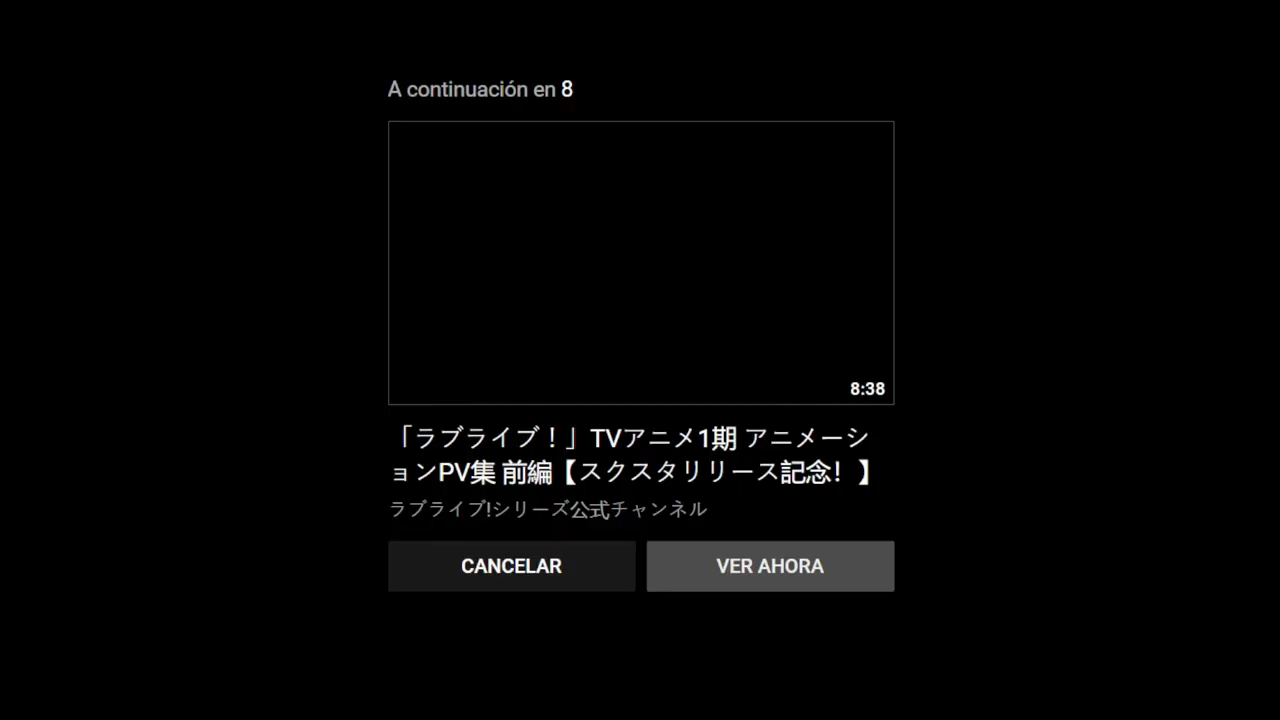 A continuación en 8
8:38
「ラブライブ！」TVアニメ1期 アニメーシ
ョンPV集 前編【スクスタリリース記念！】
ラブライブ!シリーズ公式チャンネル
CANCELAR
VER AHORA